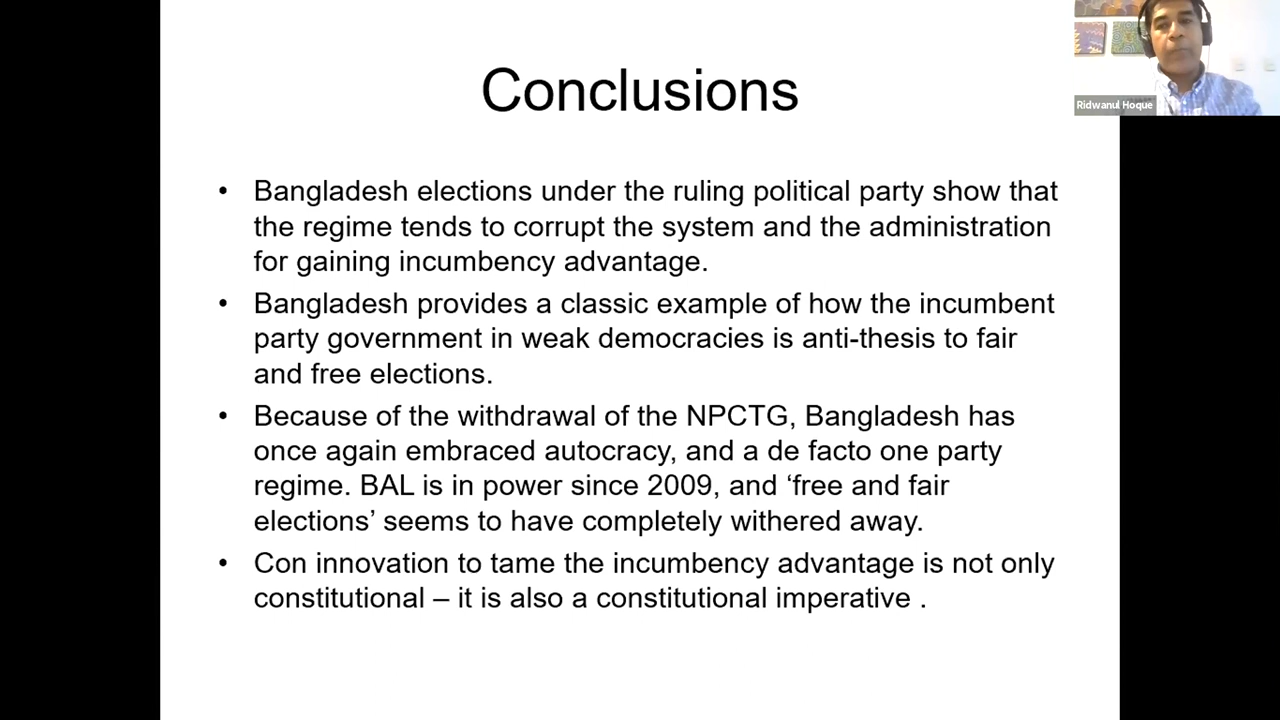 Conclusions
Ridwanul Hoque
• Bangladesh elections under the ruling political party show that
the regime tends to corrupt the system and the administration
for gaining incumbency advantage.
• Bangladesh provides a classic example of how the incumbent
party government in weak democracies is anti-thesis to fair
and free elections.
• Because of the withdrawal of the NPCTG, Bangladesh has
once again embraced autocracy, and a de facto one party
regime. BAL is in power since 2009, and ‘free and fair
elections’ seems to have completely withered away.
• Con innovation to tame the incumbency advantage is not only
constitutional – it is also a constitutional imperative .